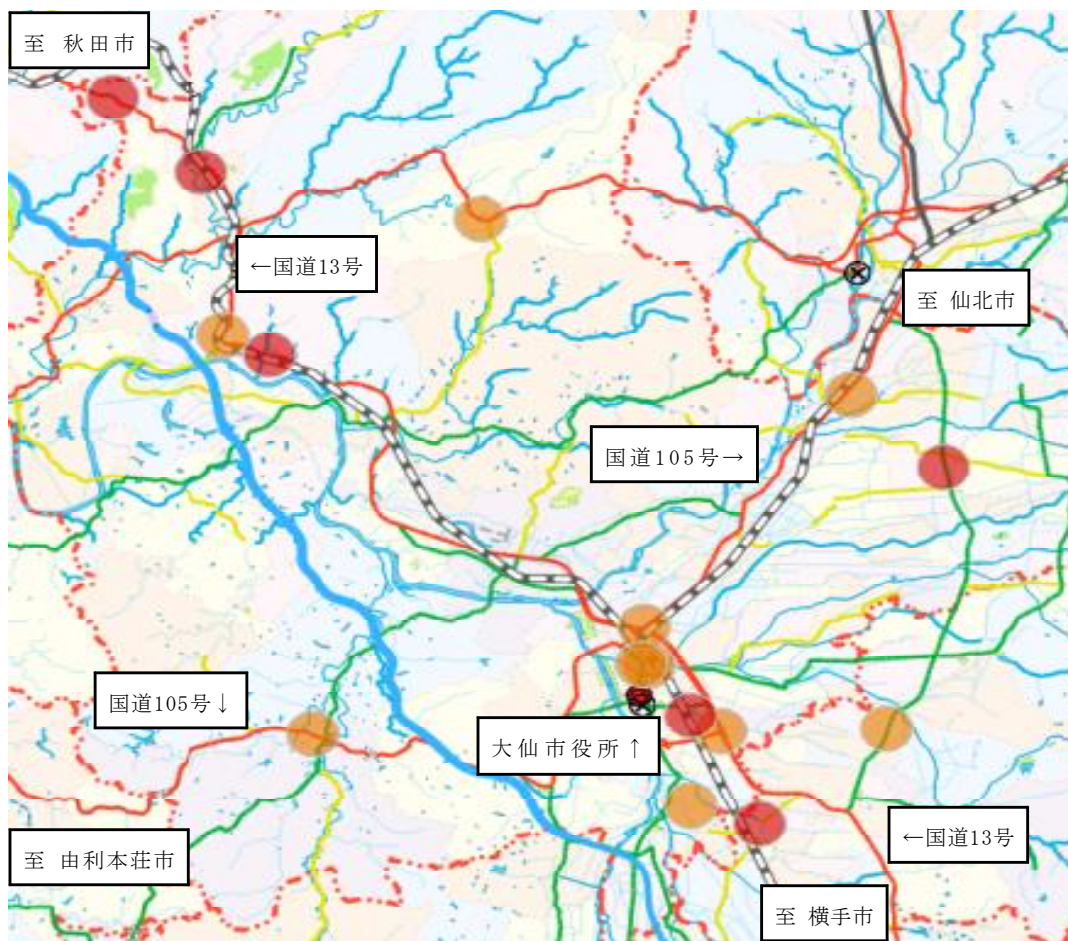 至 秋田市
←国道13号
至 仙北市
国道105号→
国道105号↓
大仙市役所↑
至 由利本荘市
←国道13号
至 横手市